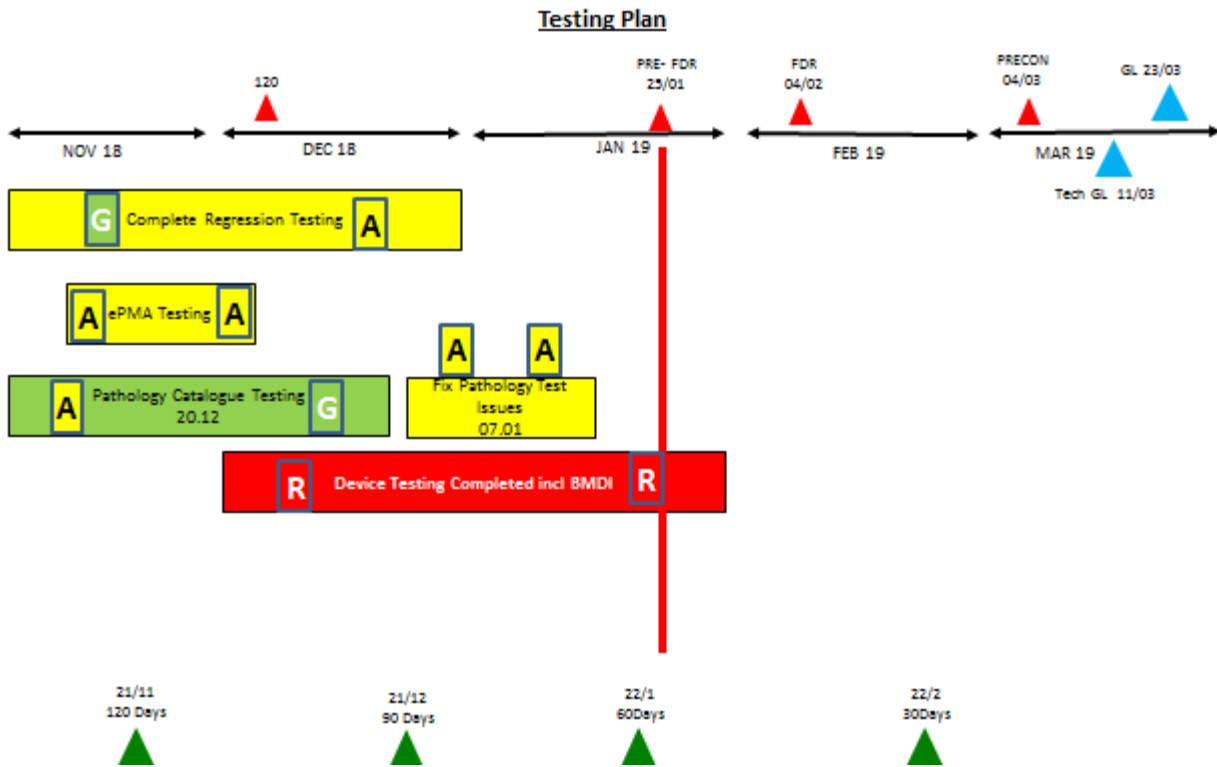 Testing Plan
120
PRE- FDR
25/01
FDR
04/02
PRECON
04/03
GL 23/03
NOV 18
DEC 18
JAN 19
FEB 19
MAR 19
Tech GL 11/03
G Complete Regression Testing A
A ePMA Testing A
A Pathology Catalogue Testing G
20.12
A A
Fix Pathology Test
Issues
07.01
R Device Testing Completed incl BMDI R
21/11
120 Days
21/12
90 Days
22/1
60Days
22/2
30Days